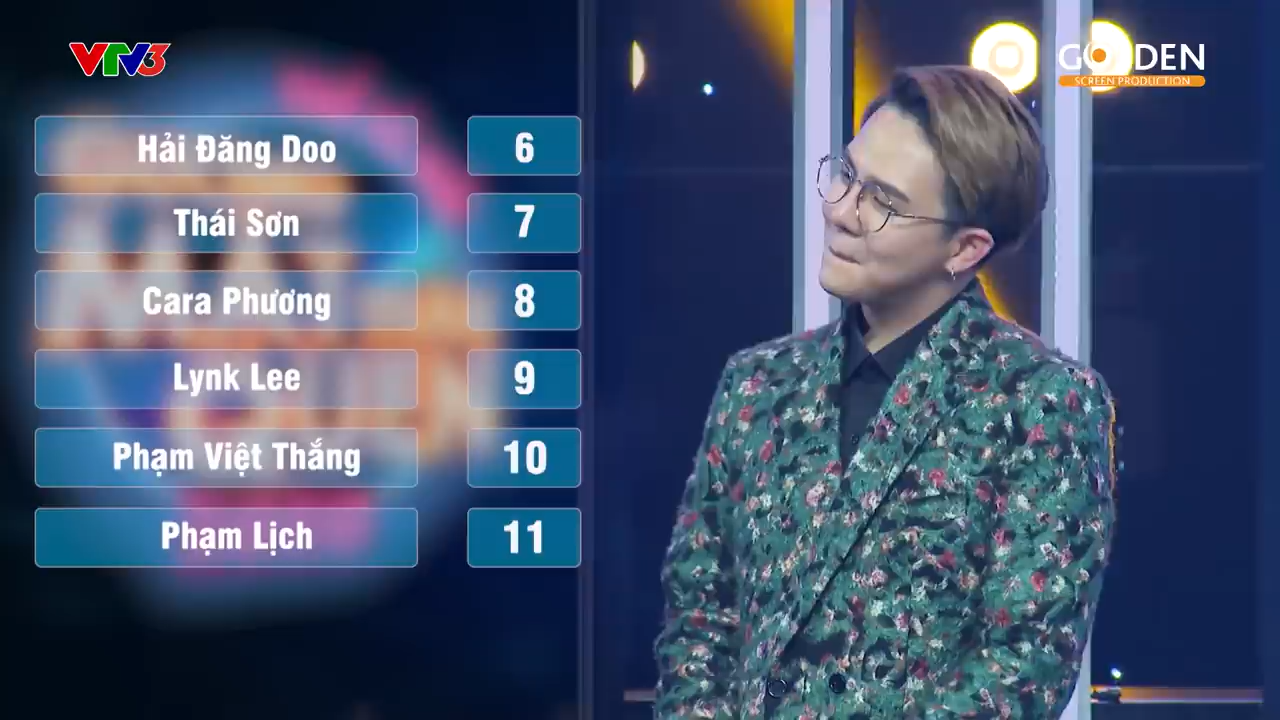 VTV3
GOLDEN
SCREEN PRODUCTION
Hải Đăng Doo 6
Thái Sơn 7
Cara Phương 8
Lynk Lee 9
Phạm Việt Thắng 10
Phạm Lịch 11